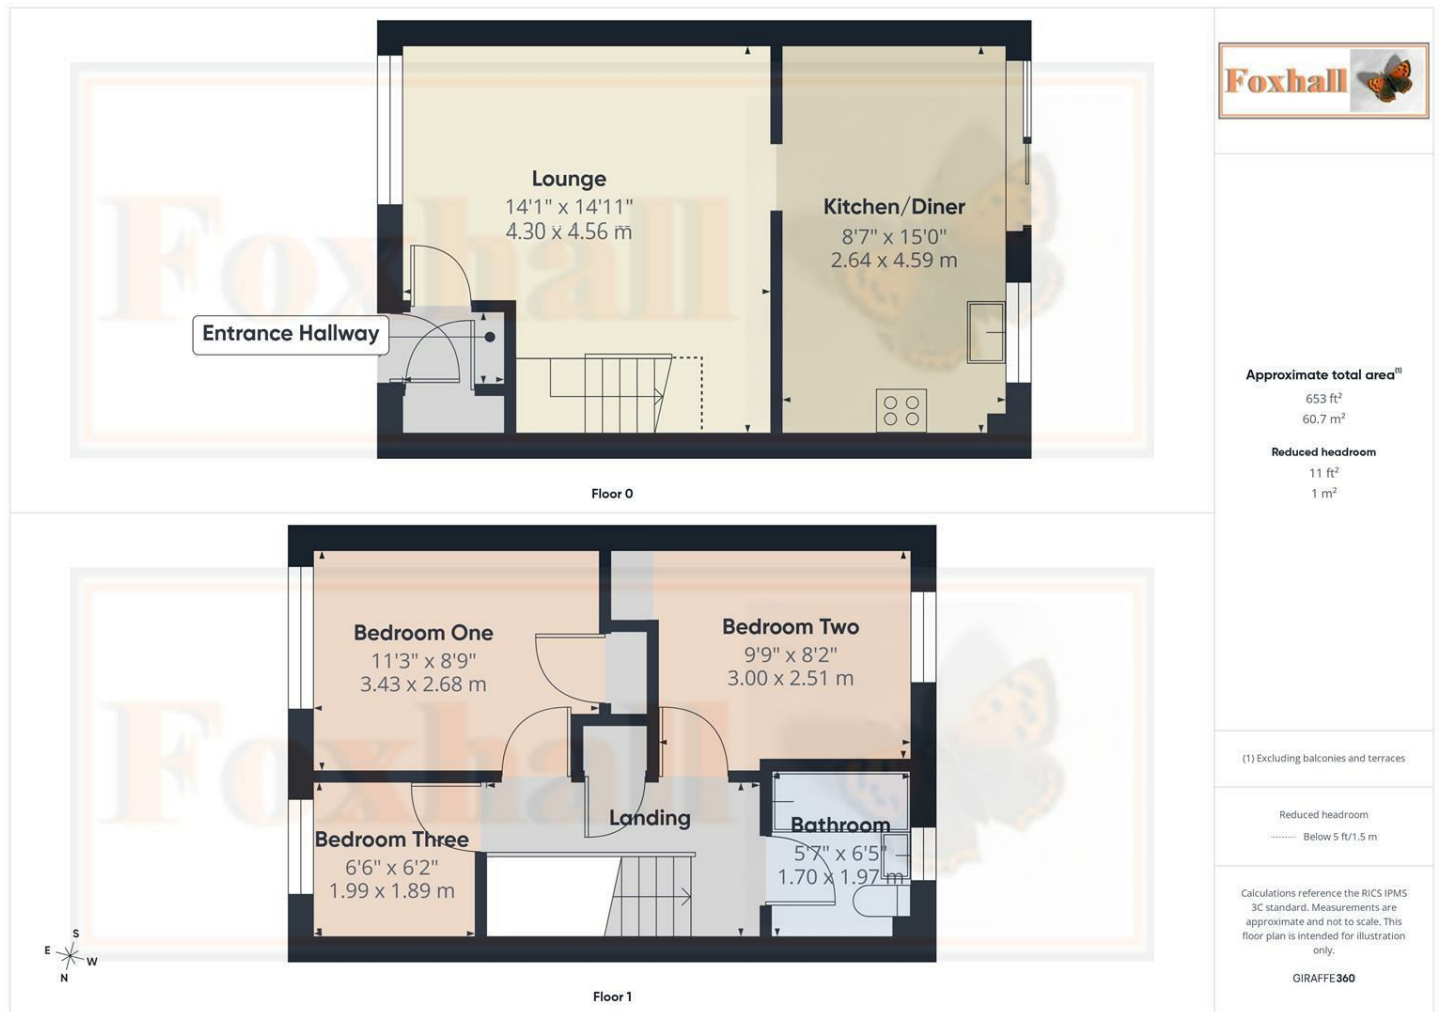 Foxhall
Lounge
14'1" x 14'11"
4.30 x 4.56 m
Kitchen/Diner
8'7" x 15'0"
2.64 x 4.59 m
Entrance Hallway
Foxhall
Floor 0
Bedroom One
11'3" x 8'9"
3.43 x 2.68 m
Bedroom Two
9'9" x 8'2"
3.00 x 2.51 m
Foxhall
Landing
Bedroom Three
6'6" x 6'2"
1.99 x 1.89 m
Bathroom
5'7" x 6'5"
1.70 x 1.97 m
S
E
W
N
Floor 1
Approximate total area(1)
653 ft²
60.7 m²
Reduced headroom
11 ft²
1 m²
(1) Excluding balconies and terraces
Reduced headroom
Below 5 ft/1.5 m
Calculations reference the RICS IPMS
3C standard. Measurements are
approximate and not to scale. This
floor plan is intended for illustration
only.
GIRAFFE360